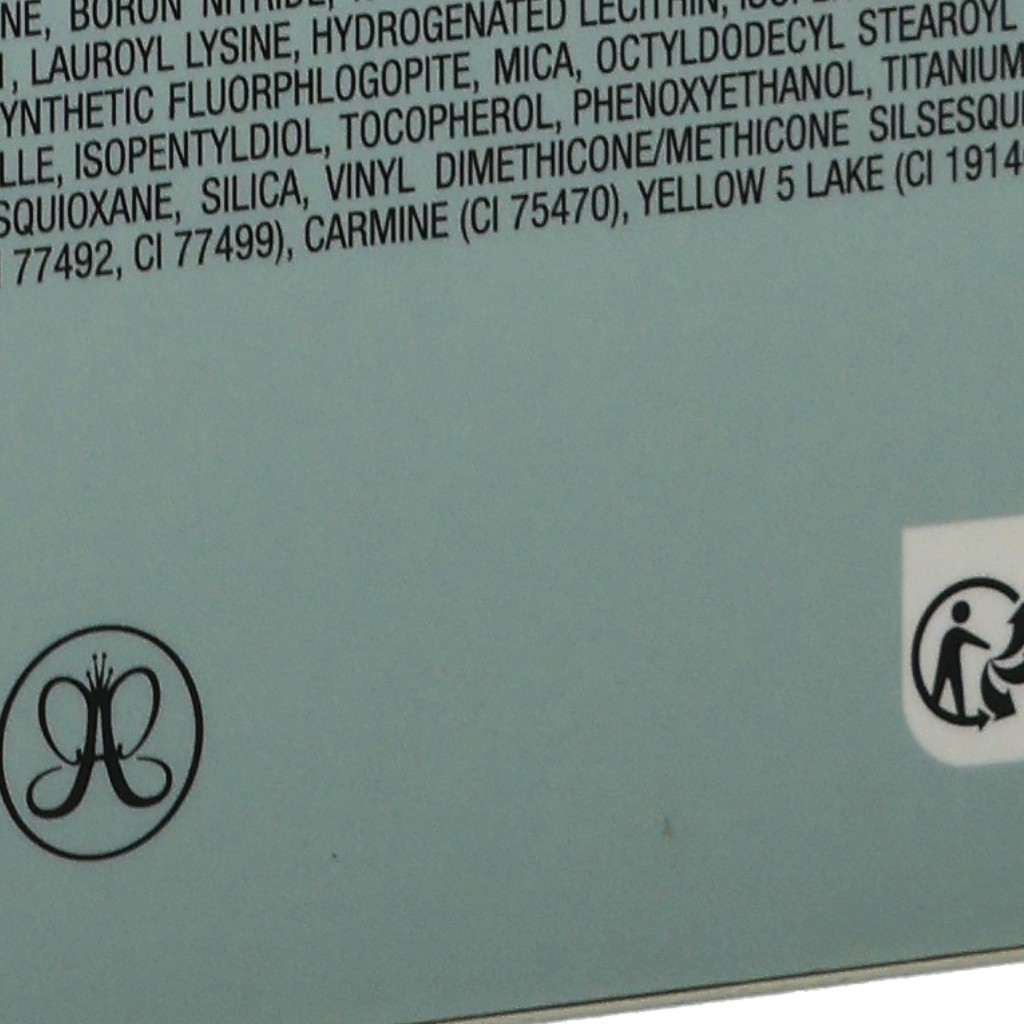 NE, BORON NITRIDE,
, LAUROYL LYSINE, HYDROGENATED LECITHIN,
YNTHETIC FLUORPHLOGOPITE, MICA, OCTYLDODECYL STEAROYL
LLE, ISOPENTYLDIOL, TOCOPHEROL, PHENOXYETHANOL, TITANIUM
SQUIOXANE, SILICA, VINYL DIMETHICONE/METHICONE SILSESQUI
77492, CI 77499), CARMINE (CI 75470), YELLOW 5 LAKE (CI 1914